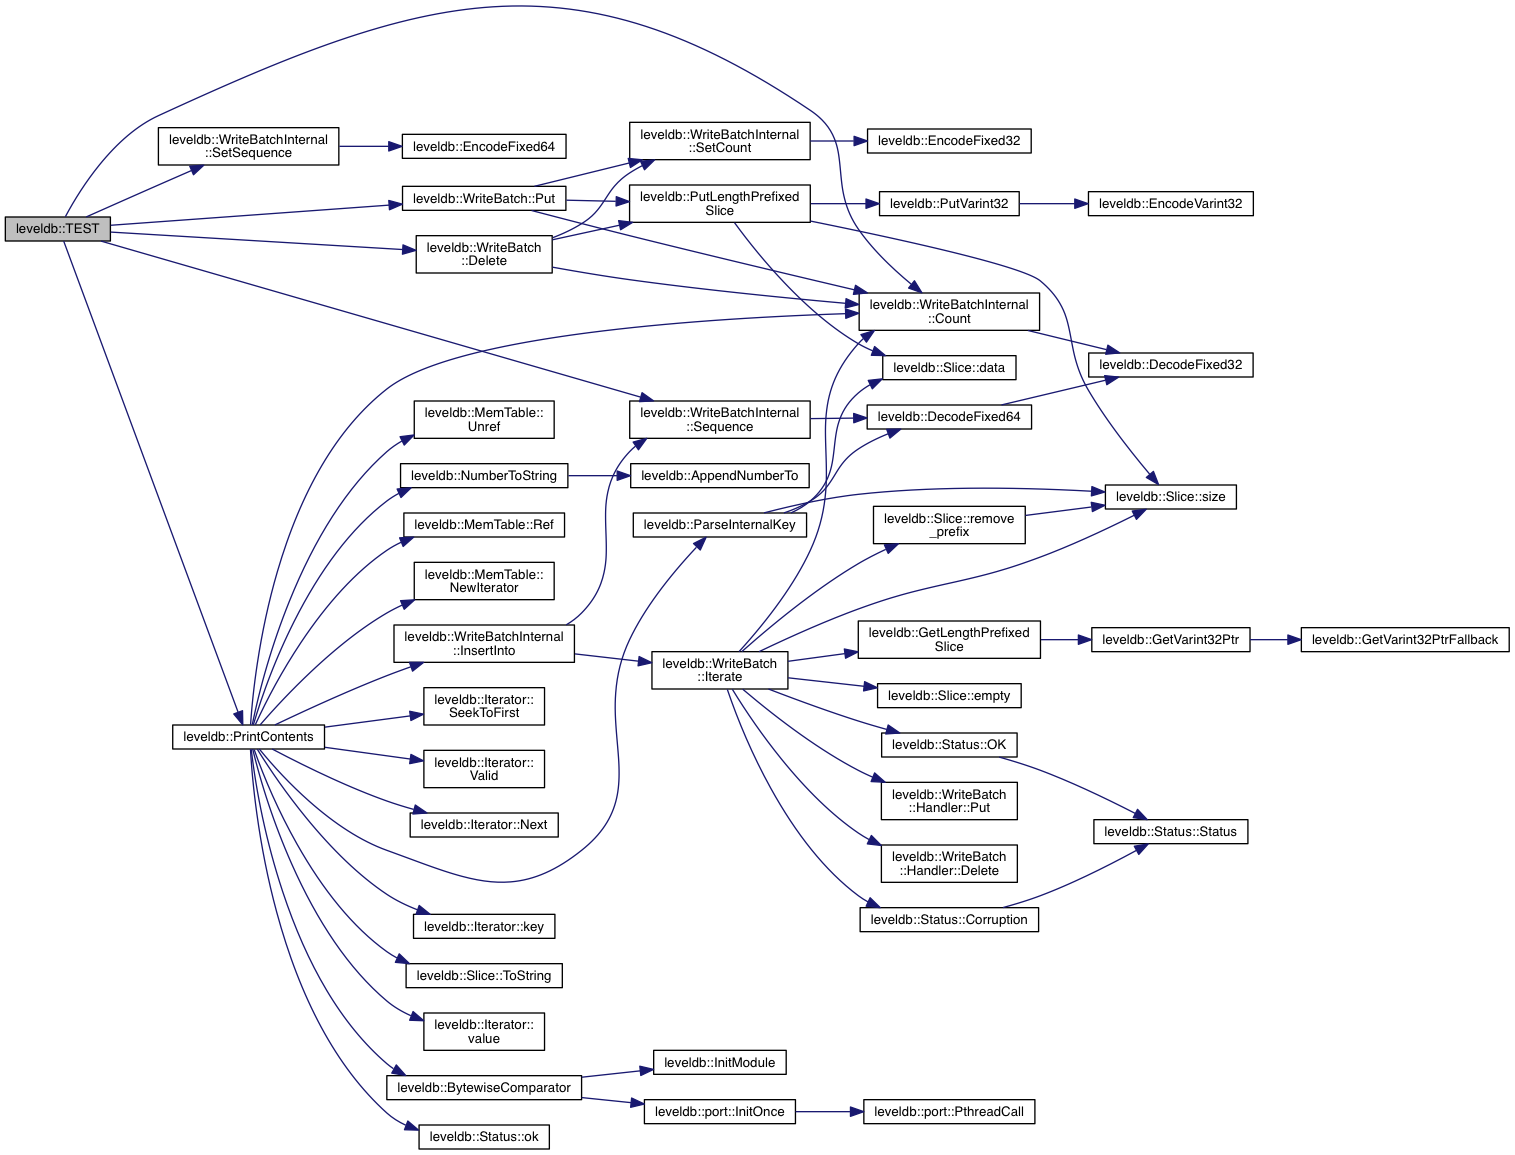 leveldb::TEST
leveldb::WriteBatchInternal
::SetSequence
leveldb::EncodeFixed64
leveldb::WriteBatch::Put
leveldb::WriteBatch
::Delete
leveldb::WriteBatchInternal
::SetCount
leveldb::EncodeFixed32
leveldb::PutLengthPrefixed
Slice
leveldb::PutVarint32
leveldb::EncodeVarint32
leveldb::WriteBatchInternal
::Count
leveldb::DecodeFixed32
leveldb::Slice::data
leveldb::WriteBatchInternal
::Sequence
leveldb::DecodeFixed64
leveldb::MemTable::
Unref
leveldb::NumberToString
leveldb::AppendNumberTo
leveldb::MemTable::Ref
leveldb::ParseInternalKey
leveldb::Slice::size
leveldb::Slice::remove
_prefix
leveldb::MemTable::
NewIterator
leveldb::WriteBatchInternal
::InsertInto
leveldb::WriteBatch
::Iterate
leveldb::GetLengthPrefixed
Slice
leveldb::GetVarint32Ptr
leveldb::GetVarint32PtrFallback
leveldb::Slice::empty
leveldb::Status::OK
leveldb::WriteBatch
::Handler::Put
leveldb::WriteBatch
::Handler::Delete
leveldb::Status::Corruption
leveldb::Status::Status
leveldb::PrintContents
leveldb::Iterator::
SeekToFirst
leveldb::Iterator::
Valid
leveldb::Iterator::Next
leveldb::Iterator::key
leveldb::Slice::ToString
leveldb::Iterator::
value
leveldb::BytewiseComparator
leveldb::InitModule
leveldb::port::InitOnce
leveldb::port::PthreadCall
leveldb::Status::ok